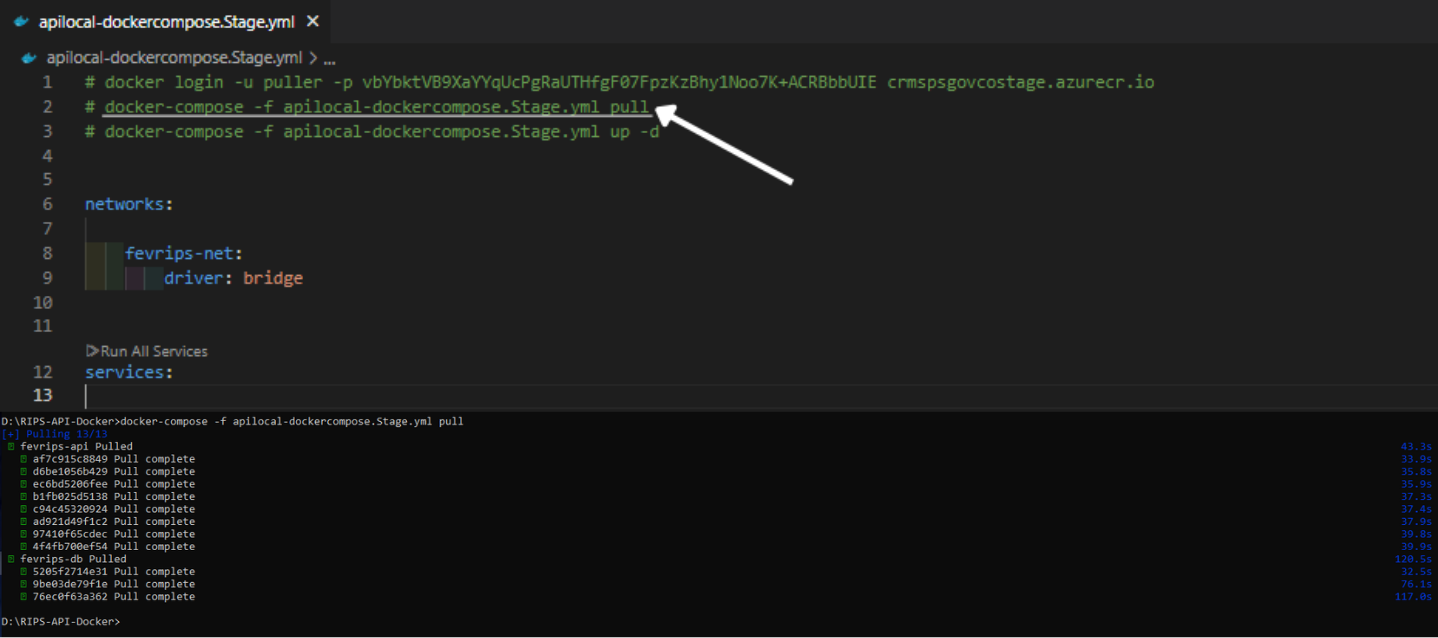 apilocal-dockercompose.Stage.yml ×
apilocal-dockercompose.Stage.yml > ...
1 # docker login -u puller -p vbYbktVB9XaYYqUcPgRaUTHfgF07FpzKzBhy1Noo7K+ACRBbbUIE crmspsgovcostage.azurecr.io
2 # docker-compose -f apilocal-dockercompose.Stage.yml pull
3 # docker-compose -f apilocal-dockercompose.Stage.yml up -d
4
5
6 networks:
7
8 fevrips-net:
9 driver: bridge
10
11
Run All Services
12 services:
13
D:\RIPS-API-Docker>docker-compose -f apilocal-dockercompose.Stage.yml pull
[+] Pulling 13/13
fevrips-api Pulled 43.3s
af7c915c8849 Pull complete 33.9s
d6be1056b429 Pull complete 35.8s
ec6bd5206fee Pull complete 35.9s
b1fb025d5138 Pull complete 37.3s
c94c45320924 Pull complete 37.4s
ad921d49f1c2 Pull complete 37.9s
97410f65cdec Pull complete 39.8s
4f4fb700ef54 Pull complete 39.9s
fevrips-db Pulled 120.5s
5205f2714e31 Pull complete 32.5s
9be03de79f1e Pull complete 76.1s
76ec0f63a362 Pull complete 117.0s
D:\RIPS-API-Docker>